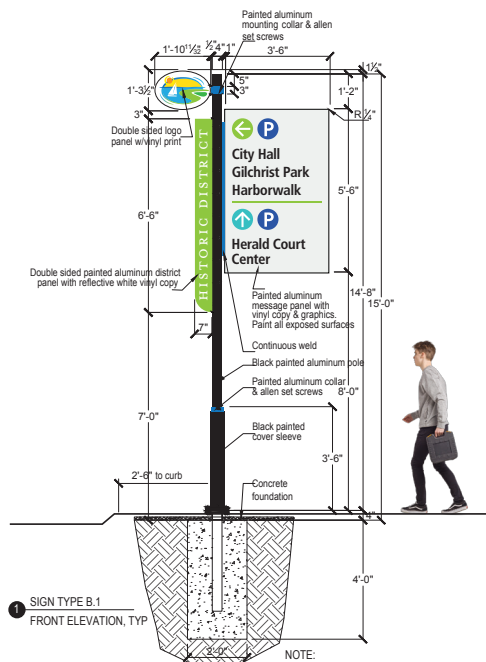 Painted aluminum
mounting collar & allen
set screws
1'-10 11/32" ½" 4" 1" 3'-6"
1½"
5"
3"
1'-2"
1'-3½"
3"
R ¼"
Double sided logo
panel w/vinyl print
P
City Hall
Gilchrist Park
Harborwalk
P
Herald Court
Center
HISTORIC DISTRICT
5'-6"
6'-6"
Double sided painted aluminum district
panel with reflective white vinyl copy
Painted aluminum
message panel with
vinyl copy & graphics.
Paint all exposed surfaces
14'-8"
15'-0"
7"
Continuous weld
Black painted aluminum pole
Painted aluminum collar
& allen set screws
8'-0"
7'-0"
Black painted
cover sleeve
3'-6"
2'-6" to curb
Concrete
foundation
4"
4'-0"
1 SIGN TYPE B.1
FRONT ELEVATION, TYP
2'-0"
NOTE: